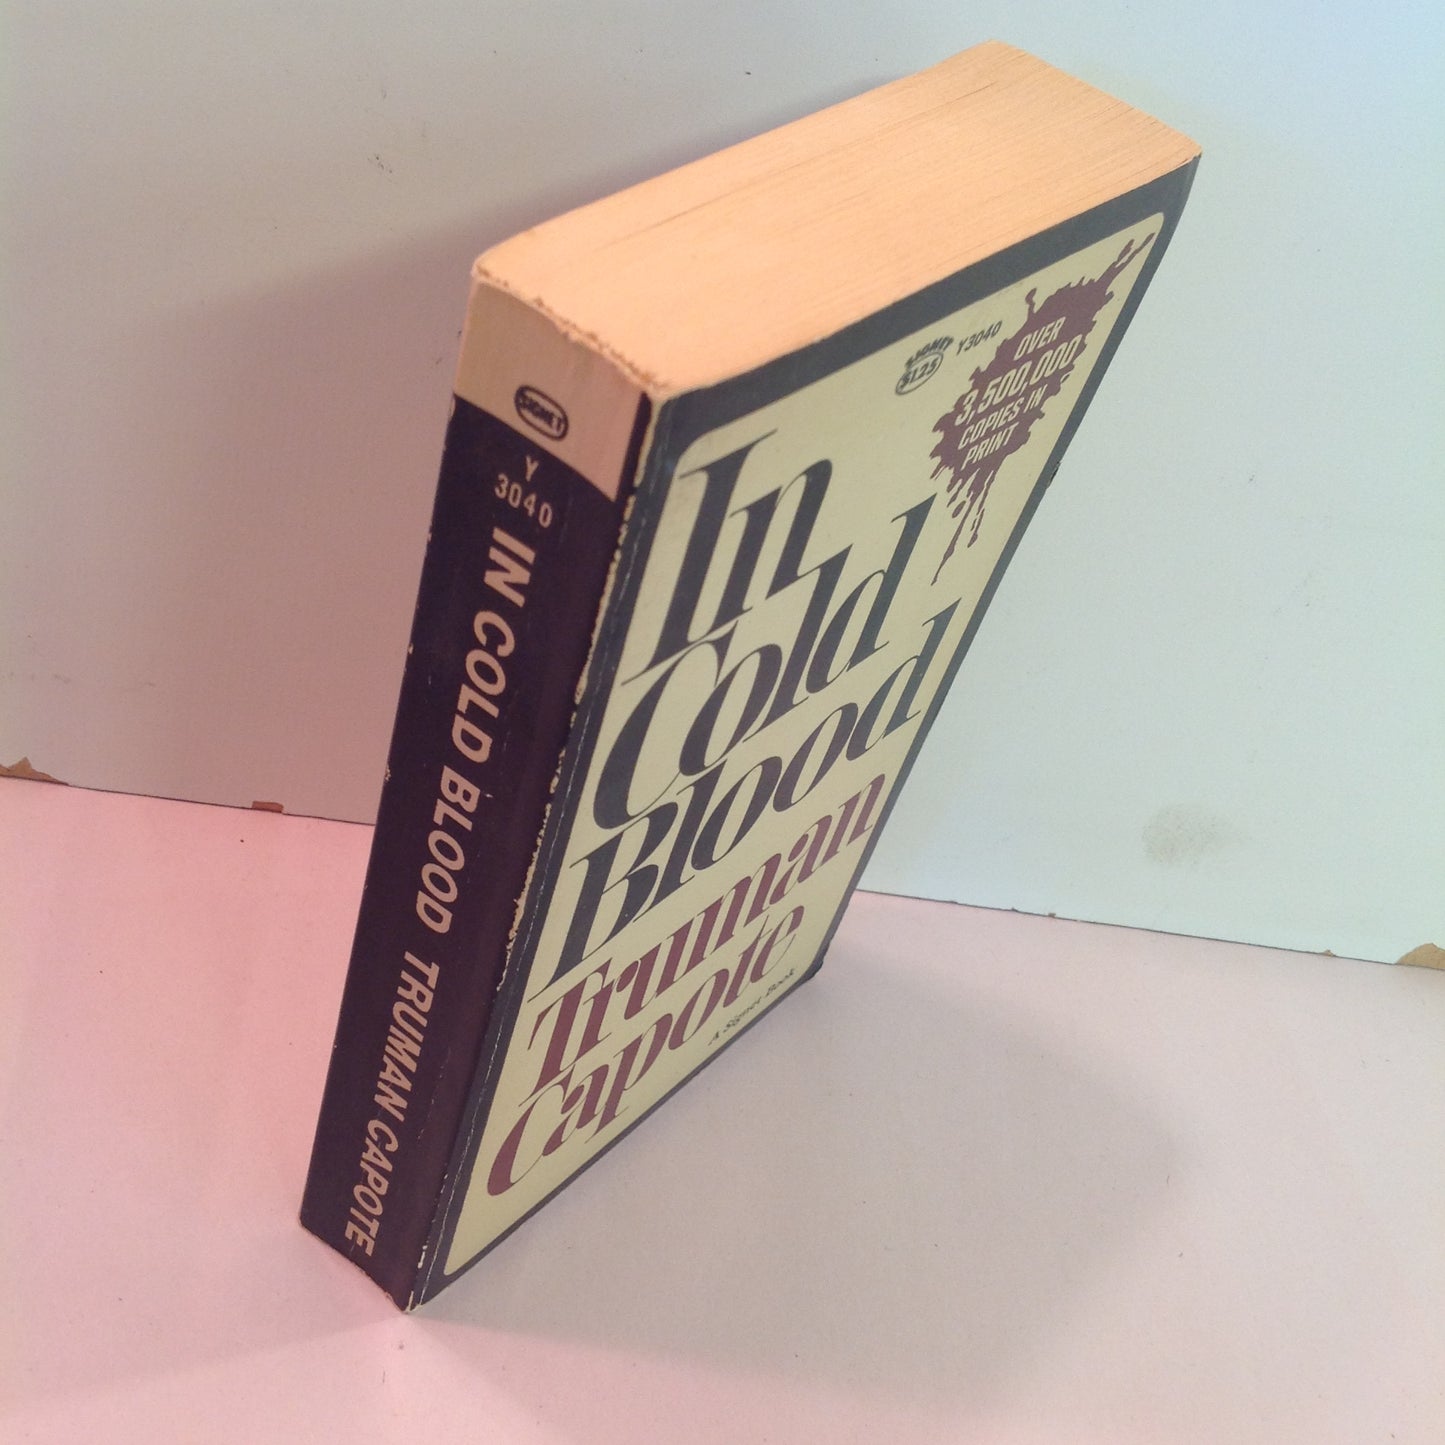 SIGNET
Y
3040
IN COLD BLOOD TRUMAN CAPOTE
SIGNET
$1.25
Y3040
OVER
3,500,000
COPIES IN
PRINT
In
Cold
Blood
Truman
Capote
A Signet Book